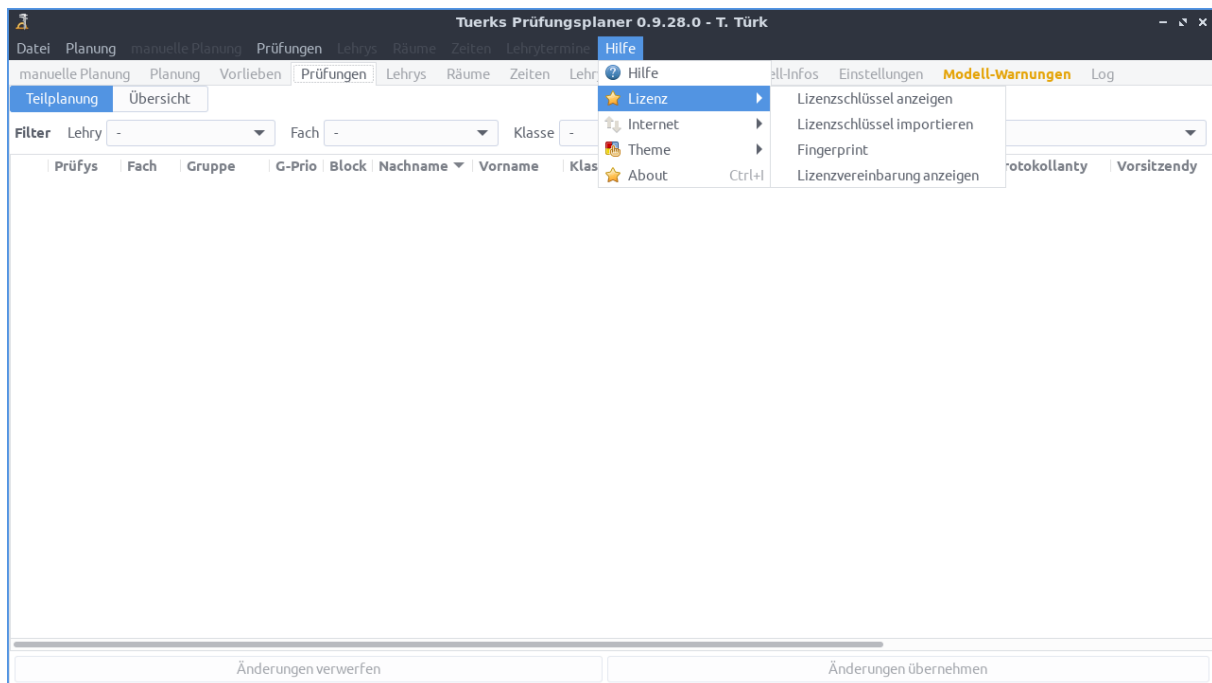 Tuerks Prüfungsplaner 0.9.28.0 - T. Türk
Datei Planung manuelle Planung Prüfungen Lehrys Räume Zeiten Lehrytermine Hilfe
manuelle Planung Planung Vorlieben Prüfungen Lehrys Räume Zeiten Lehr ell-Infos Einstellungen Modell-Warnungen Log
Teilplanung Übersicht
Filter Lehry - Fach - Klasse -
Prüfys Fach Gruppe G-Prio Block Nachname Vorname Klas rotokollanty Vorsitzendy
Hilfe
Lizenz
Internet
Theme
About Ctrl+I
Lizenzschlüssel anzeigen
Lizenzschlüssel importieren
Fingerprint
Lizenzvereinbarung anzeigen
Änderungen verwerfen Änderungen übernehmen